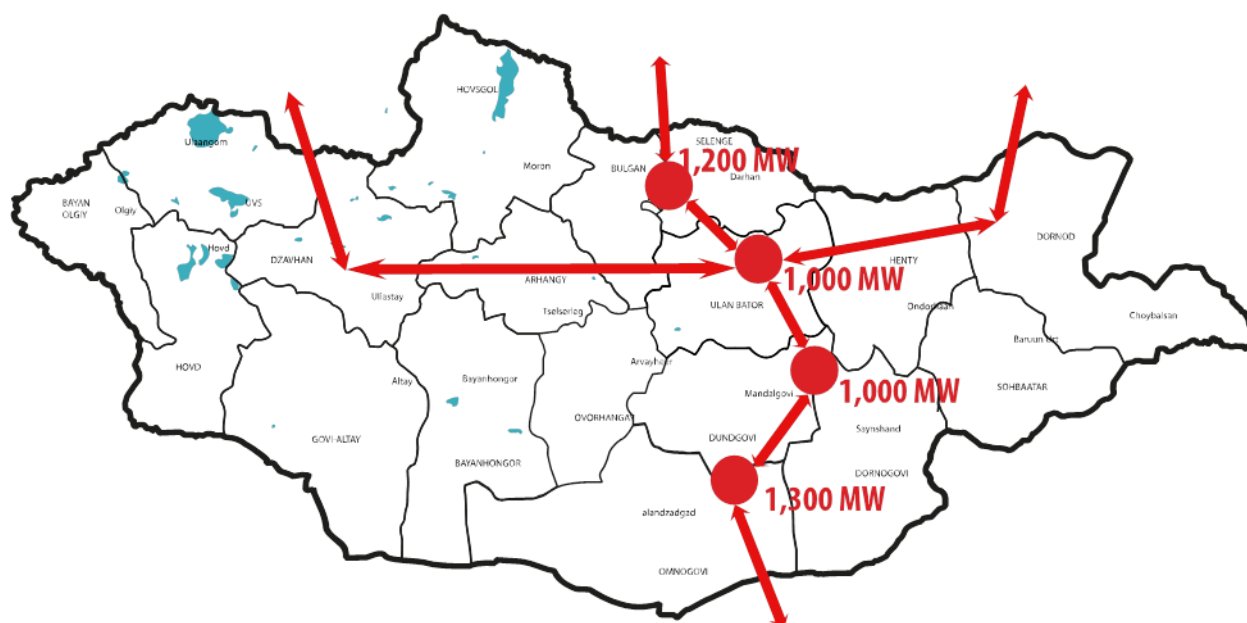 HOVSGOL
Ulaangom
SELENGE
1,200 MW
Moron
BULGAN
Darhan
BAYAN
OLGIY
Olgiy
UVS
Hovd
DZAVHAN
HENTY
DORNOD
ARHANGY
1,000 MW
Ullastay
Tselserleg
ULAN BATOR
Ondorhaan
Choybalsan
Baruun Urt
HOVD
Altay
Bayanhongor
Arvayheer
SOHBAATAR
Mandalgovi
1,000 MW
OVORHANGAY
Saynshand
GOVI-ALTAY
DUNDGOVI
BAYANHONGOR
DORNOGOVI
1,300 MW
alandzadgad
OMNOGOVI